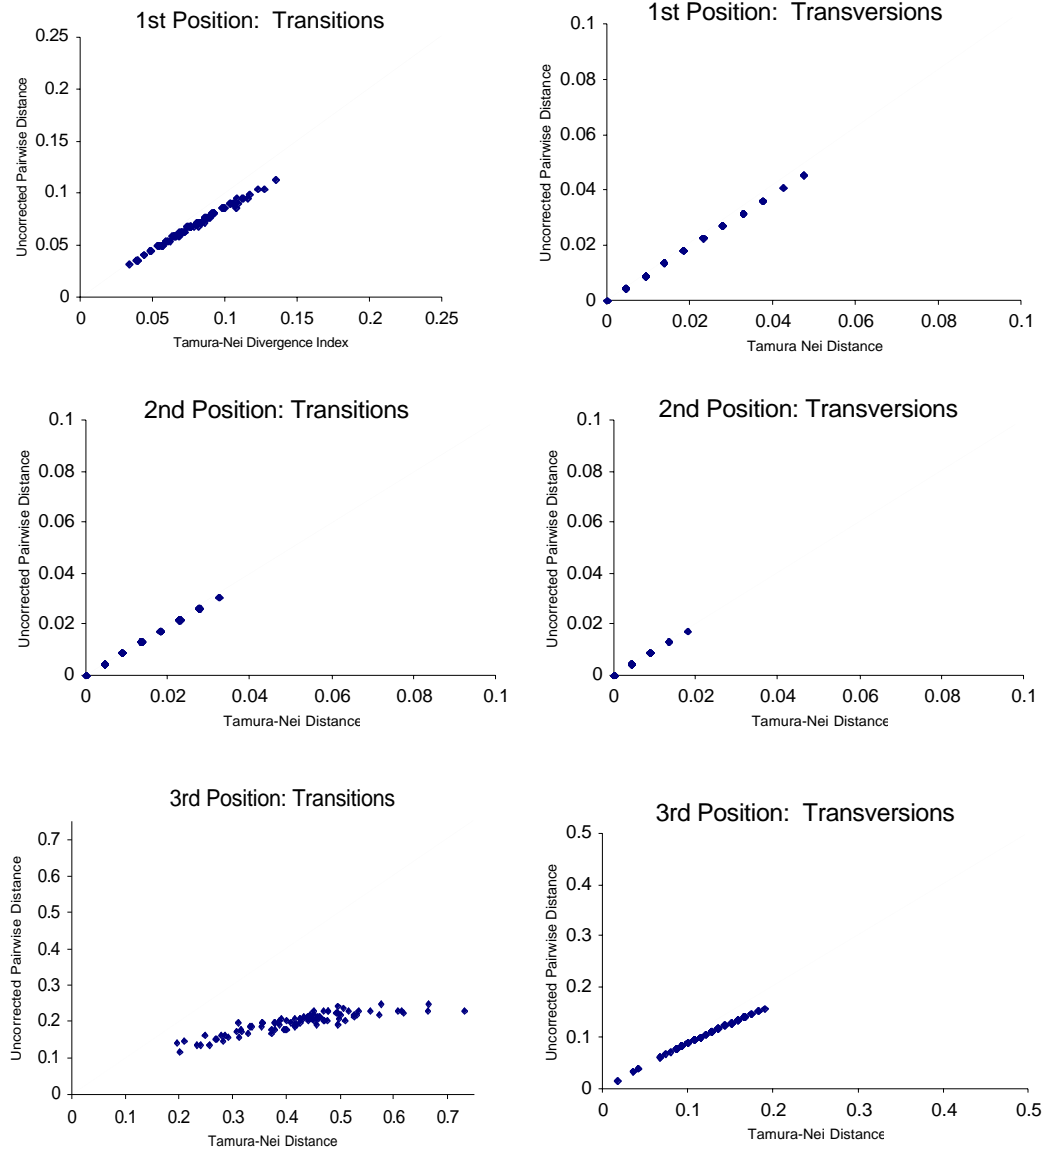 1st Position: Transitions
0.25
0.2
0.15
0.1
0.05
0
0 0.05 0.1 0.15 0.2 0.25
Uncorrected Pairwise Distance
Tamura-Nei Divergence Index
1st Position: Transversions
0.1
0.08
0.06
0.04
0.02
0
0 0.02 0.04 0.06 0.08 0.1
Uncorrected Pairwise Distance
Tamura Nei Distance
2nd Position: Transitions
0.1
0.08
0.06
0.04
0.02
0
0 0.02 0.04 0.06 0.08 0.1
Uncorrected Pairwise Distance
Tamura-Nei Distance
2nd Position: Transversions
0.1
0.08
0.06
0.04
0.02
0
0 0.02 0.04 0.06 0.08 0.1
Uncorrected Pairwise Distance
Tamura-Nei Distance
3rd Position: Transitions
0.7
0.6
0.5
0.4
0.3
0.2
0.1
0
0 0.1 0.2 0.3 0.4 0.5 0.6 0.7
Uncorrected Pairwise Distance
Tamura-Nei Distance
3rd Position: Transversions
0.5
0.4
0.3
0.2
0.1
0
0 0.1 0.2 0.3 0.4 0.5
Uncorrected Pairwise Distance
Tamura-Nei Distance